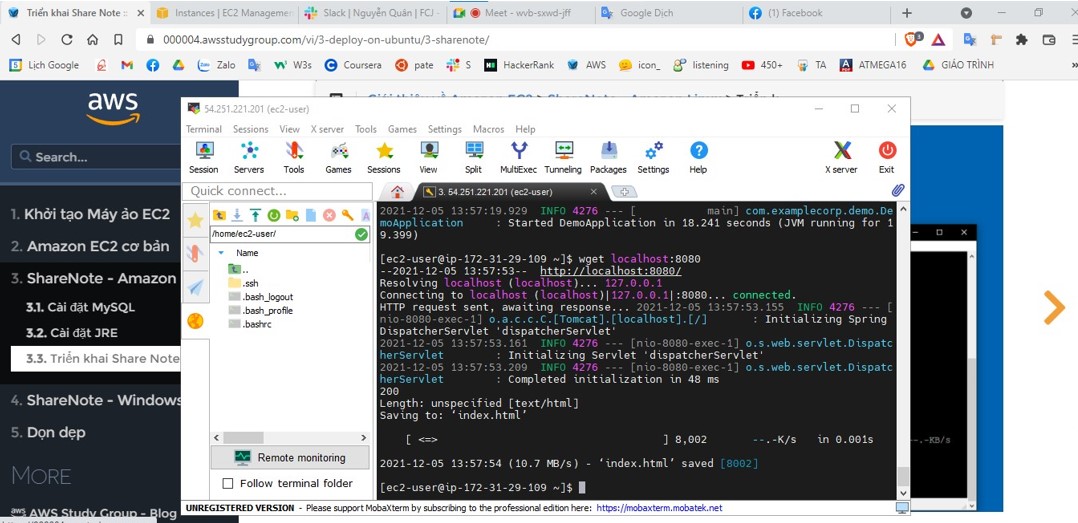 Triển khai Share Note ::
Instances | EC2 Managemen
Slack | Nguyễn Quân | FCJ -
Meet - wvb-sxwd-jff
Google Dịch
(1) Facebook
000004.awsstudygroup.com/vi/3-deploy-on-ubuntu/3-sharenote/
Lịch Google
Zalo
W3s
Coursera
pate
S
HackerRank
AWS
icon_
listening
450+
TA
ATMEGA16
GIÁO TRÌNH
aws
Search...
1. Khởi tạo Máy ảo EC2
2. Amazon EC2 cơ bản
3. ShareNote - Amazon
3.1. Cài đặt MySQL
3.2. Cài đặt JRE
3.3. Triển khai Share Note
4. ShareNote - Windows
5. Dọn dẹp
MORE
aws AWS Study Group - Blog
54.251.221.201 (ec2-user)
Terminal Sessions View X server Tools Games Settings Macros Help
Session Servers Tools Games Sessions View Split MultiExec Tunneling Packages Settings Help X server Exit
Quick connect...
3. 54.251.221.201 (ec2-user)
/home/ec2-user/
Name
..
.ssh
.bash_logout
.bash_profile
.bashrc
Remote monitoring
Follow terminal folder
2021-12-05 13:57:19.929 INFO 4276 --- [ main] com.examplecorp.demo.De
moApplication : Started DemoApplication in 18.241 seconds (JVM running for 1
9.399)
[ec2-user@ip-172-31-29-109 ~]$ wget localhost:8080
--2021-12-05 13:57:53-- http://localhost:8080/
Resolving localhost (localhost)... 127.0.0.1
Connecting to localhost (localhost)|127.0.0.1|:8080... connected.
HTTP request sent, awaiting response... 2021-12-05 13:57:53.155 INFO 4276 --- [
nio-8080-exec-1] o.a.c.c.C.[Tomcat].[localhost].[/] : Initializing Spring
DispatcherServlet 'dispatcherServlet'
2021-12-05 13:57:53.161 INFO 4276 --- [nio-8080-exec-1] o.s.web.servlet.Dispatc
herServlet : Initializing Servlet 'dispatcherServlet'
2021-12-05 13:57:53.209 INFO 4276 --- [nio-8080-exec-1] o.s.web.servlet.Dispatc
herServlet : Completed initialization in 48 ms
200
Length: unspecified [text/html]
Saving to: ‘index.html’
[ <=> ] 8,002 --.-K/s in 0.001s
2021-12-05 13:57:54 (10.7 MB/s) - ‘index.html’ saved [8002]
[ec2-user@ip-172-31-29-109 ~]$
--.-KB/s
UNREGISTERED VERSION - Please support MobaXterm by subscribing to the professional edition here: https://mobaxterm.mobatek.net